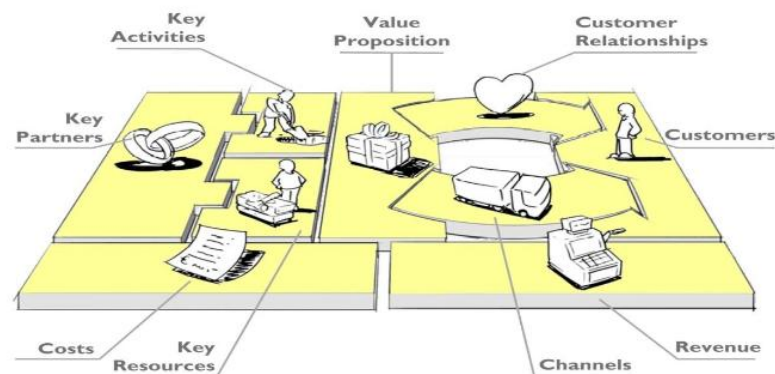 Key
Activities
Value
Proposition
Customer
Relationships
Key
Partners
Customers
Costs
Key
Resources
Channels
Revenue